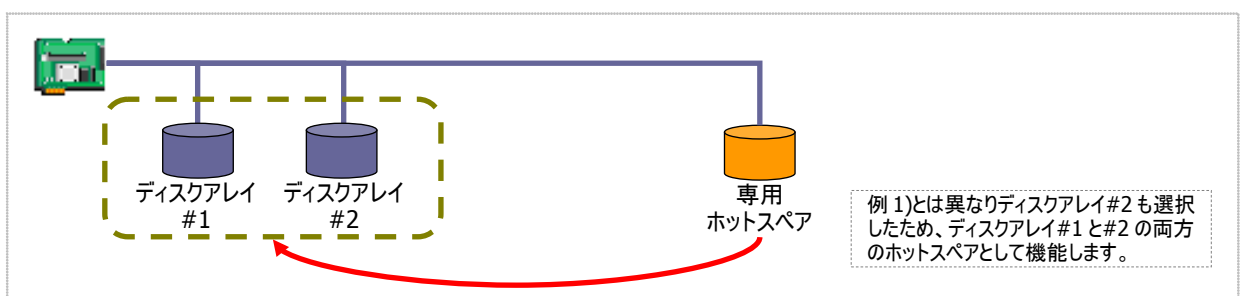 ディスクアレイ
#1
ディスクアレイ
#2
専用
ホットスペア
例 1)とは異なりディスクアレイ#2 も選択
したため、ディスクアレイ#1 と#2 の両方
のホットスペアとして機能します。